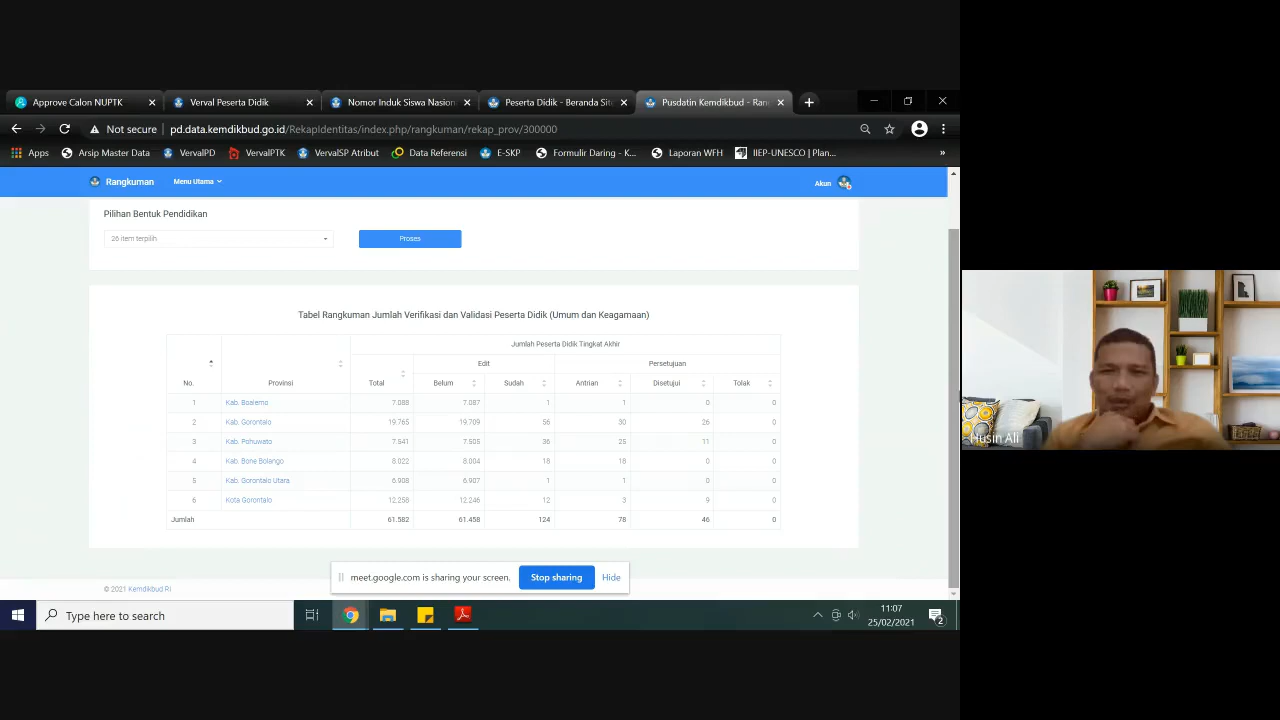 Approve Calon NUPTK
Verval Peserta Didik
Nomor Induk Siswa Nasion
Peserta Didik - Beranda Site
Pusdatin Kemdikbud - Ran
Not secure
pd.data.kemdikbud.go.id/RekapIdentitas/index.php/rangkuman/rekap_prov/300000
Apps
Arsip Master Data
VervalPD
VervalPTK
VervalSP Atribut
Data Referensi
E-SKP
Formulir Daring - K...
Laporan WFH
IIEP-UNESCO | Plan...
»
Rangkuman
Menu Utama
Akun
Pilihan Bentuk Pendidikan
26 item terpilih
Proses
Tabel Rangkuman Jumlah Verifikasi dan Validasi Peserta Didik (Umum dan Keagamaan)
Jumlah Peserta Didik Tingkat Akhir
Edit Persetujuan
No. Provinsi Total Belum Sudah Antrian Disetujui Tolak
1 Kab. Boalemo 7.088 7.087 1 1 0 0
2 Kab. Gorontalo 19.765 19.709 56 30 26 0
3 Kab. Pohuwato 7.541 7.505 36 25 11 0
4 Kab. Bone Bolango 8.022 8.004 18 18 0 0
5 Kab. Gorontalo Utara 6.908 6.907 1 1 0 0
6 Kota Gorontalo 12.258 12.246 12 3 9 0
Jumlah 61.582 61.458 124 78 46 0
meet.google.com is sharing your screen.
Stop sharing
Hide
© 2021 Kemdikbud RI
Type here to search
11:07
25/02/2021
2
Husin Ali